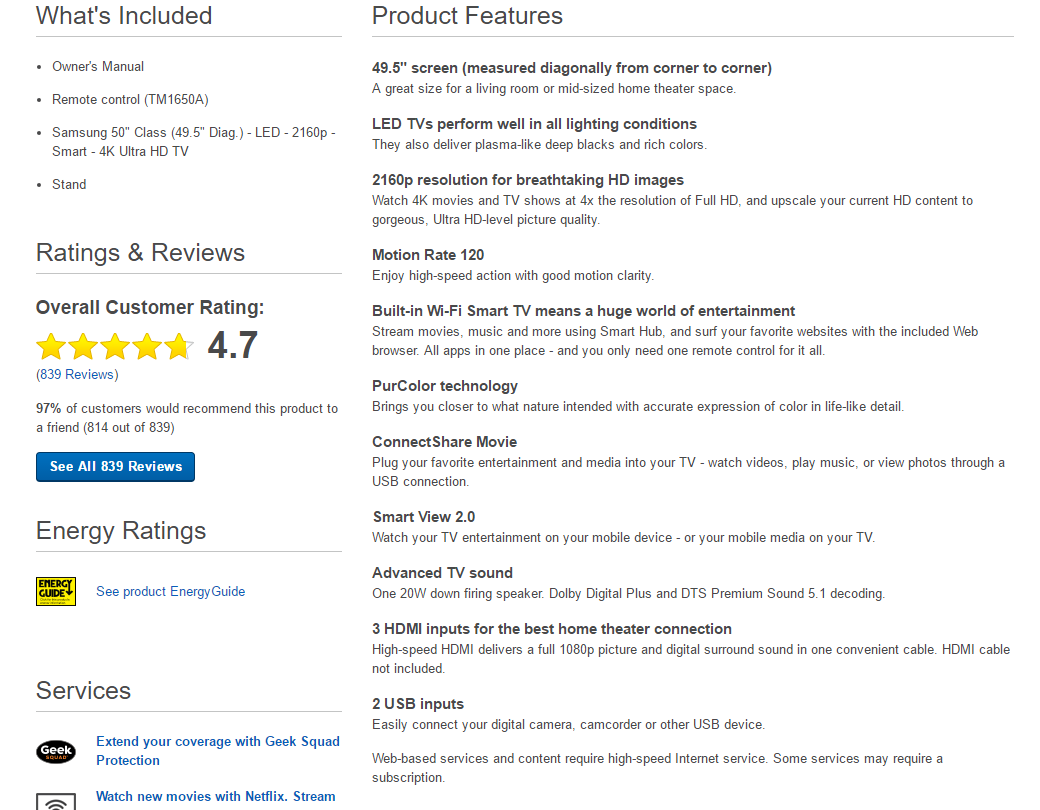 What's Included
Owner's Manual
Remote control (TM1650A)
Samsung 50" Class (49.5" Diag.) - LED - 2160p -
Smart - 4K Ultra HD TV
Stand
Ratings & Reviews
Overall Customer Rating:
4.7
(839 Reviews)
97% of customers would recommend this product to
a friend (814 out of 839)
See All 839 Reviews
Energy Ratings
ENERGY
GUIDE
See product EnergyGuide
Services
Geek
SQUAD
Extend your coverage with Geek Squad
Protection
Watch new movies with Netflix. Stream
Product Features
49.5" screen (measured diagonally from corner to corner)
A great size for a living room or mid-sized home theater space.
LED TVs perform well in all lighting conditions
They also deliver plasma-like deep blacks and rich colors.
2160p resolution for breathtaking HD images
Watch 4K movies and TV shows at 4x the resolution of Full HD, and upscale your current HD content to
gorgeous, Ultra HD-level picture quality.
Motion Rate 120
Enjoy high-speed action with good motion clarity.
Built-in Wi-Fi Smart TV means a huge world of entertainment
Stream movies, music and more using Smart Hub, and surf your favorite websites with the included Web
browser. All apps in one place - and you only need one remote control for it all.
PurColor technology
Brings you closer to what nature intended with accurate expression of color in life-like detail.
ConnectShare Movie
Plug your favorite entertainment and media into your TV - watch videos, play music, or view photos through a
USB connection.
Smart View 2.0
Watch your TV entertainment on your mobile device - or your mobile media on your TV.
Advanced TV sound
One 20W down firing speaker. Dolby Digital Plus and DTS Premium Sound 5.1 decoding.
3 HDMI inputs for the best home theater connection
High-speed HDMI delivers a full 1080p picture and digital surround sound in one convenient cable. HDMI cable
not included.
2 USB inputs
Easily connect your digital camera, camcorder or other USB device.
Web-based services and content require high-speed Internet service. Some services may require a
subscription.